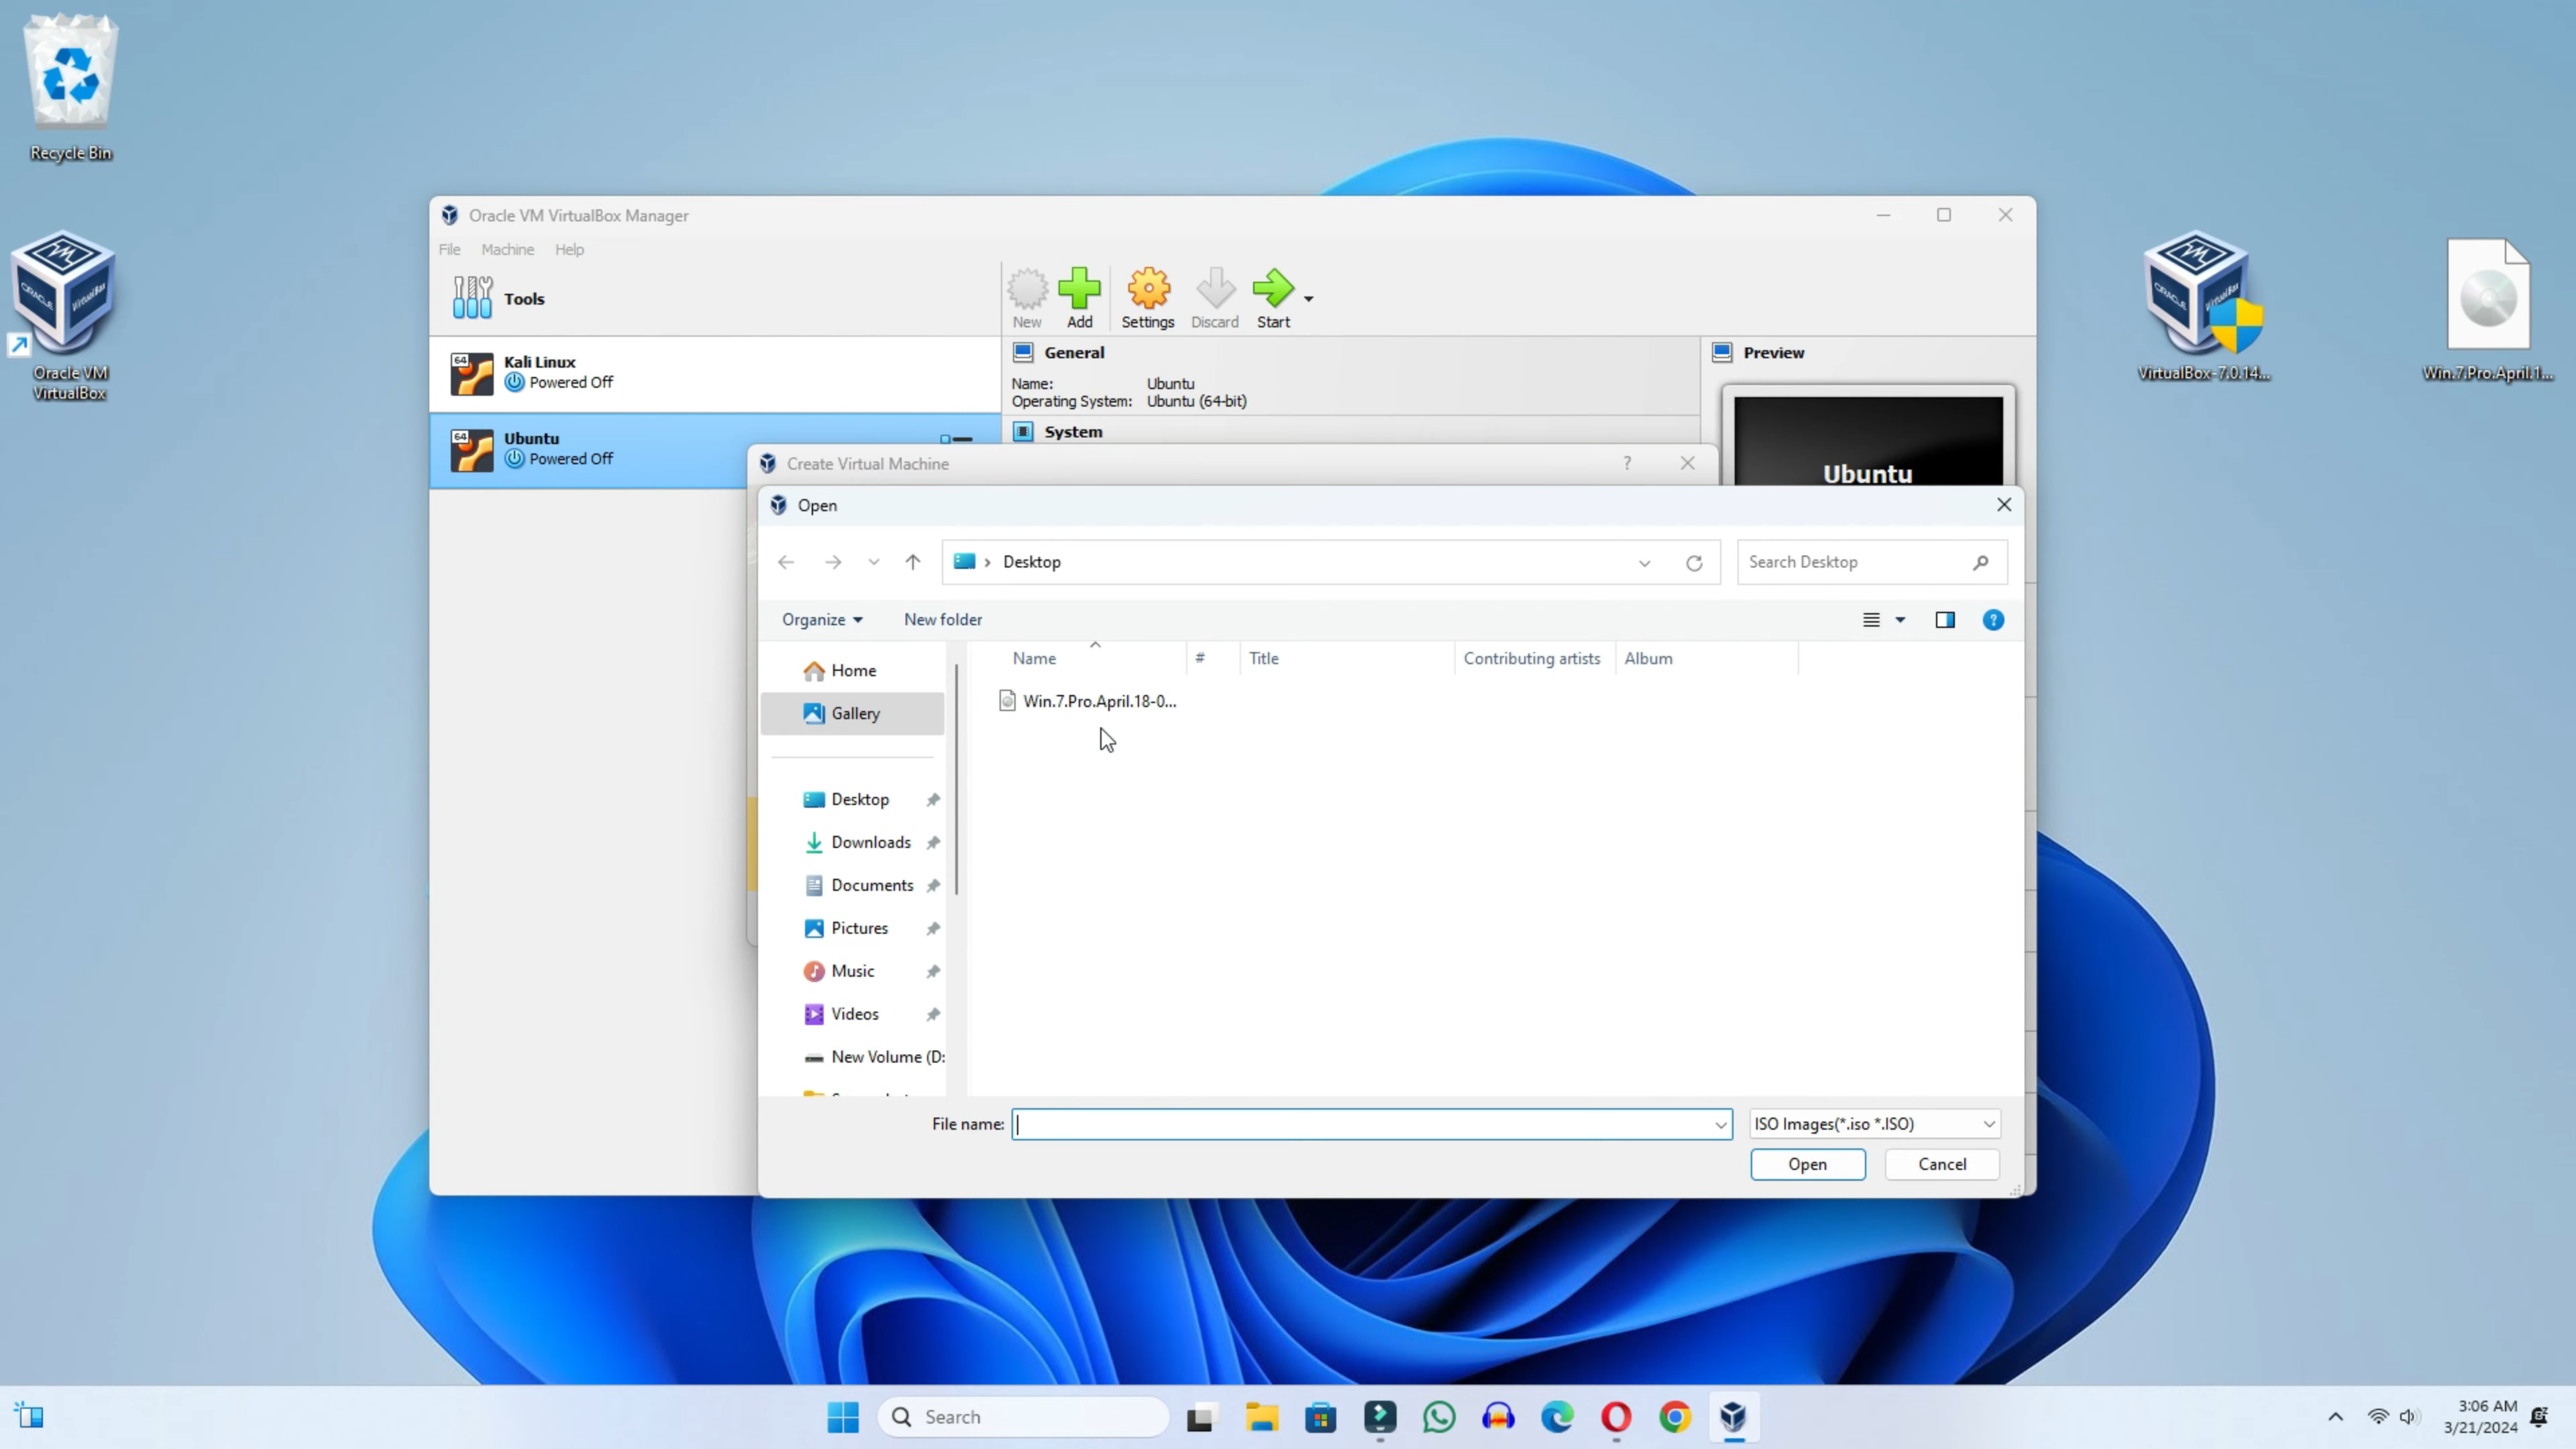 Recycle Bin
Oracle VM
VirtualBox
Oracle VM VirtualBox Manager
File Machine Help
Tools
New Add Settings Discard Start
64 Kali Linux
Powered Off
64 Ubuntu
Powered Off
General
Name: Ubuntu
Operating System: Ubuntu (64-bit)
System
Preview
Ubuntu
Create Virtual Machine
?
Open
Desktop
Search Desktop
Organize New folder
?
Home
Gallery
Desktop
Downloads
Documents
Pictures
Music
Videos
New Volume (D:
Name # Title Contributing artists Album
Win.7.Pro.April.18-0...
File name: ISO Images(*.iso *.ISO)
Open Cancel
VirtualBox-7.0.14...
Win.7.Pro.April.1...
Search
3:06 AM
3/21/2024